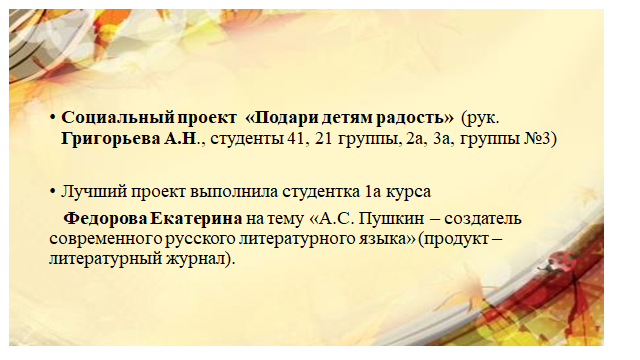 • Социальный проект «Подари детям радость» (рук.
Григорьева А.Н., студенты 41, 21 группы, 2а, 3а, группы №3)
• Лучший проект выполнила студентка 1а курса
Федорова Екатерина на тему «А.С. Пушкин – создатель
современного русского литературного языка» (продукт –
литературный журнал).